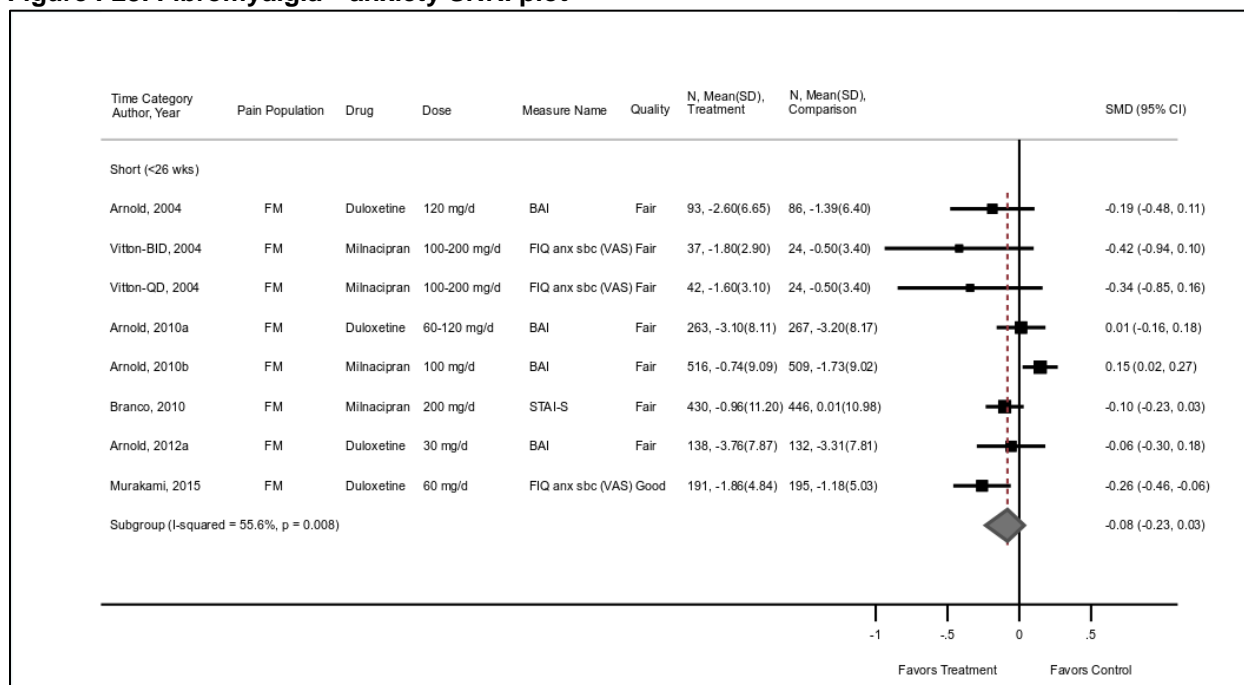 Time Category
Author, Year Pain Population Drug Dose Measure Name Quality N, Mean(SD), Treatment N, Mean(SD), Comparison SMD (95% CI)
Short (<26 wks)
Arnold, 2004 FM Duloxetine 120 mg/d BAI Fair 93, -2.60(6.65) 86, -1.39(6.40) -0.19 (-0.48, 0.11)
Vitton-BID, 2004 FM Milnacipran 100-200 mg/d FIQ anx sbc (VAS) Fair 37, -1.80(2.90) 24, -0.50(3.40) -0.42 (-0.94, 0.10)
Vitton-QD, 2004 FM Milnacipran 100-200 mg/d FIQ anx sbc (VAS) Fair 42, -1.60(3.10) 24, -0.50(3.40) -0.34 (-0.85, 0.16)
Arnold, 2010a FM Duloxetine 60-120 mg/d BAI Fair 263, -3.10(8.11) 267, -3.20(8.17) 0.01 (-0.16, 0.18)
Arnold, 2010b FM Milnacipran 100 mg/d BAI Fair 516, -0.74(9.09) 509, -1.73(9.02) 0.15 (0.02, 0.27)
Branco, 2010 FM Milnacipran 200 mg/d STAI-S Fair 430, -0.96(11.20) 446, 0.01(10.98) -0.10 (-0.23, 0.03)
Arnold, 2012a FM Duloxetine 30 mg/d BAI Fair 138, -3.76(7.87) 132, -3.31(7.81) -0.06 (-0.30, 0.18)
Murakami, 2015 FM Duloxetine 60 mg/d FIQ anx sbc (VAS) Good 191, -1.86(4.84) 195, -1.18(5.03) -0.26 (-0.46, -0.06)
Subgroup (I-squared = 55.6%, p = 0.008) -0.08 (-0.23, 0.03)
-1 -.5 0 .5
Favors Treatment Favors Control